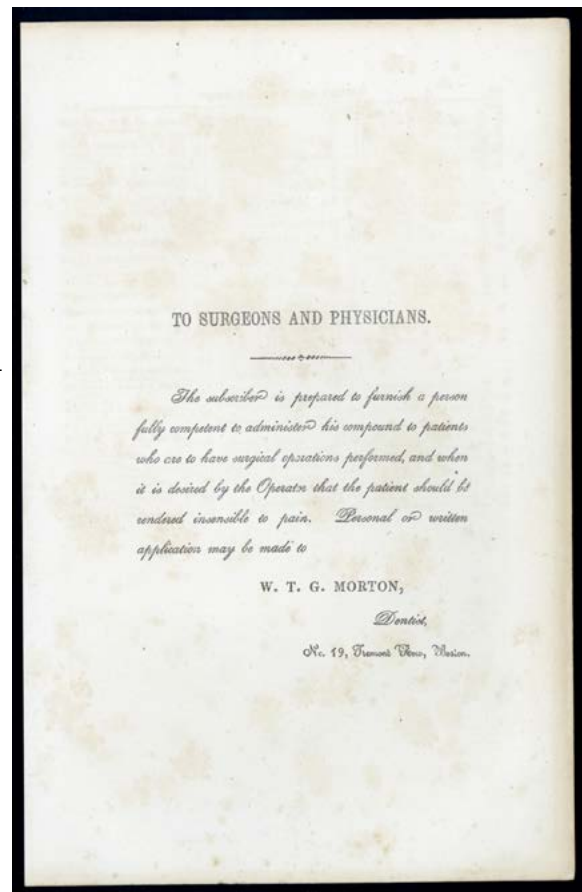 TO SURGEONS AND PHYSICIANS.
The subscriber is prepared to furnish a person
fully competent to administer his compound to patients
who are to have surgical operations performed, and when
it is desired by the Operator that the patient should be
rendered insensible to pain. Personal or written
application may be made to
W. T. G. MORTON,
Dentist,
No. 19, Tremont Row, Boston.